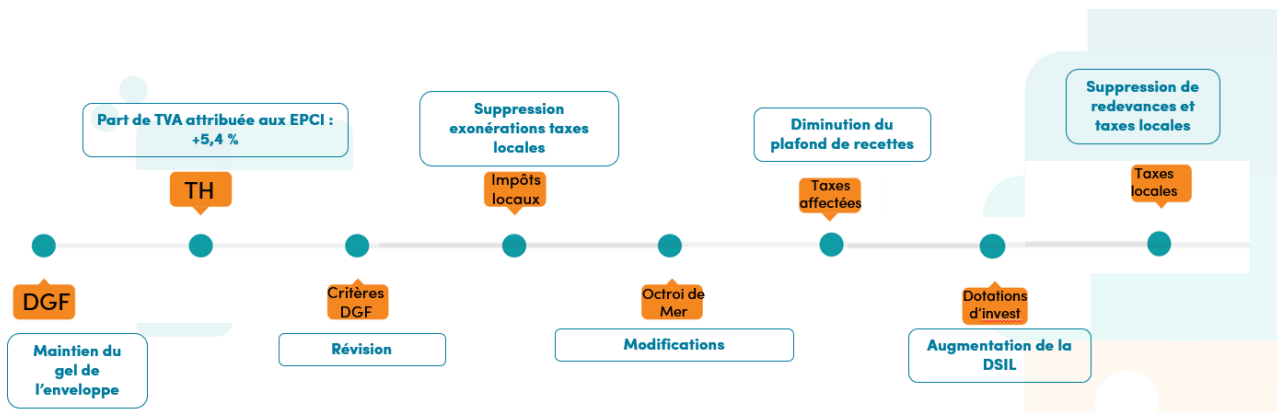 DGF
Maintien du
gel de
l'enveloppe
Part de TVA attribuée aux EPCI :
+5,4 %
TH
Critères
DGF
Révision
Suppression
exonérations taxes
locales
Impôts
locaux
Octroi de
Mer
Modifications
Diminution du
plafond de recettes
Taxes
affectées
Dotations
d'invest
Augmentation de la
DSIL
Suppression de
redevances et
taxes locales
Taxes
locales